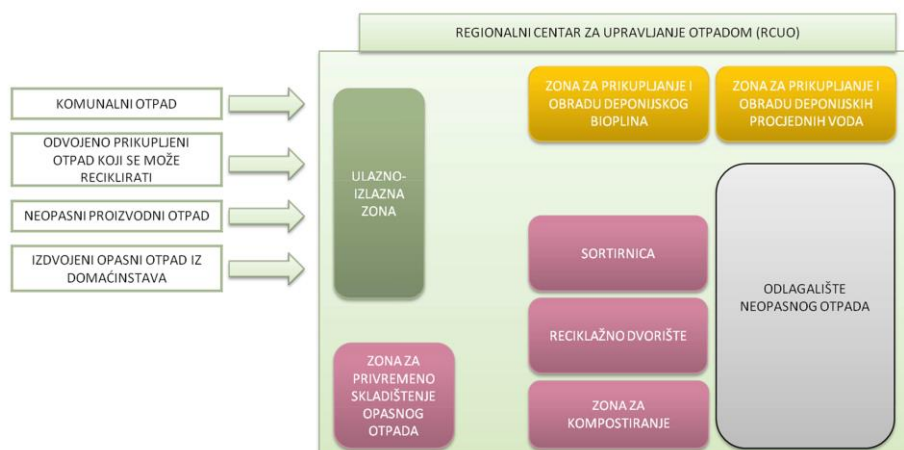 REGIONALNI CENTAR ZA UPRAVLJANJE OTPADOM (RCUO)
KOMUNALNI OTPAD
ODVOJENO PRIKUPLJENI
OTPAD KOJI SE MOŽE
RECIKLIRATI
NEOPASNI PROIZVODNI OTPAD
IZDVOJENI OPASNI OTPAD IZ
DOMAĆINSTAVA
ULAZNO-
IZLAZNA
ZONA
ZONA ZA
PRIVREMENO
SKLADIŠTENJE
OPASNOG
OTPADA
ZONA ZA PRIKUPLJANJE I
OBRADU DEPONIJSKOG
BIOPLINA
ZONA ZA PRIKUPLJANJE I
OBRADU DEPONIJSKIH
PROCJEDNIH VODA
SORTIRNICA
RECIKLAŽNO DVORIŠTE
ZONA ZA
KOMPOSTIRANJE
ODLAGALIŠTE
NEOPASNOG OTPADA